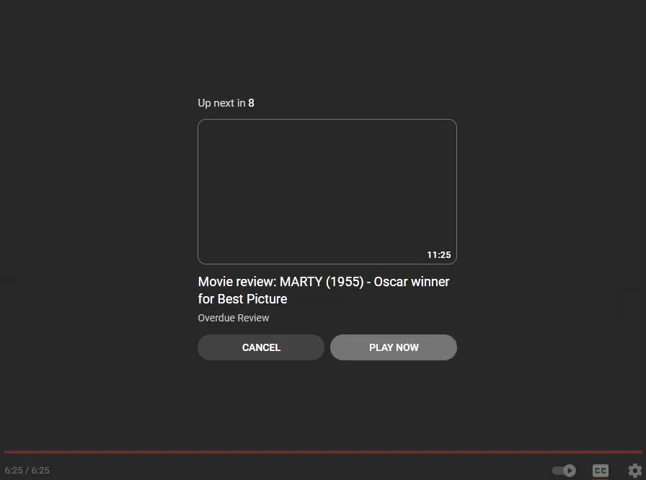 Up next in 8
11:25
Movie review: MARTY (1955) - Oscar winner
for Best Picture
Overdue Review
CANCEL PLAY NOW
6:25 / 6:25 CC